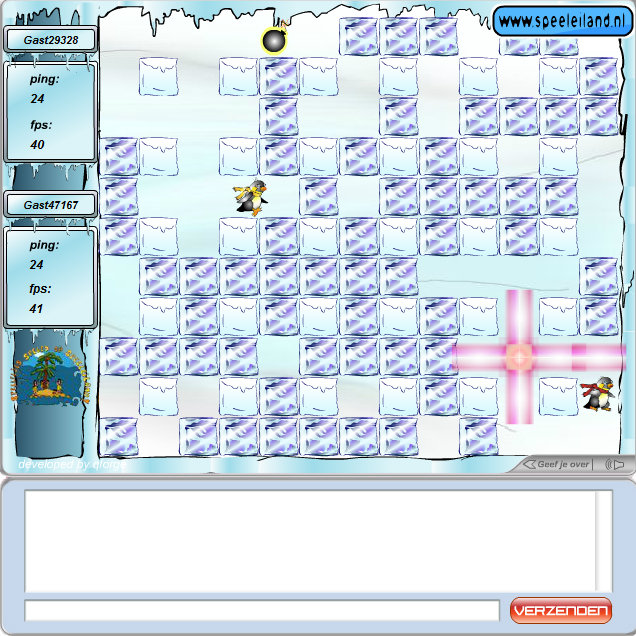 www.speeleiland.nl
Gast29328
ping:
24
fps:
40
Gast47167
ping:
24
fps:
41
developed by
Geef je over
VERZENDEN